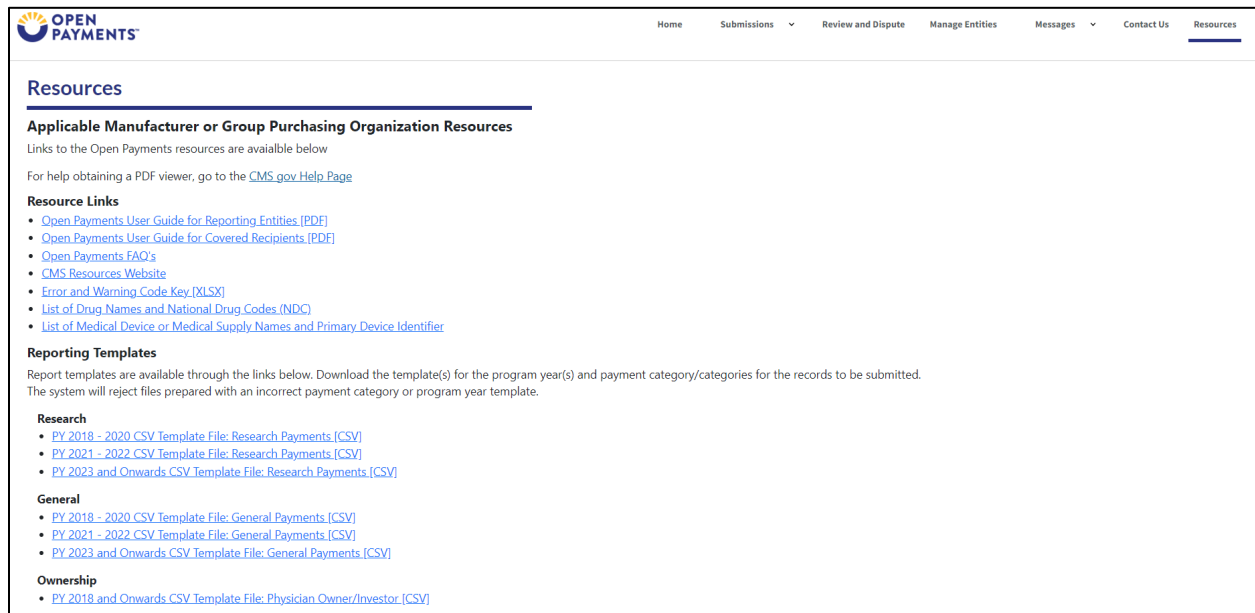 OPEN
PAYMENTS™
Home Submissions Review and Dispute Manage Entities Messages Contact Us Resources
Resources
Applicable Manufacturer or Group Purchasing Organization Resources
Links to the Open Payments resources are avaialble below
For help obtaining a PDF viewer, go to the CMS gov Help Page
Resource Links
• Open Payments User Guide for Reporting Entities [PDF]
• Open Payments User Guide for Covered Recipients [PDF]
• Open Payments FAQ's
• CMS Resources Website
• Error and Warning Code Key [XLSX]
• List of Drug Names and National Drug Codes (NDC)
• List of Medical Device or Medical Supply Names and Primary Device Identifier
Reporting Templates
Report templates are available through the links below. Download the template(s) for the program year(s) and payment category/categories for the records to be submitted.
The system will reject files prepared with an incorrect payment category or program year template.
Research
• PY 2018 - 2020 CSV Template File: Research Payments [CSV]
• PY 2021 - 2022 CSV Template File: Research Payments [CSV]
• PY 2023 and Onwards CSV Template File: Research Payments [CSV]
General
• PY 2018 - 2020 CSV Template File: General Payments [CSV]
• PY 2021 - 2022 CSV Template File: General Payments [CSV]
• PY 2023 and Onwards CSV Template File: General Payments [CSV]
Ownership
• PY 2018 and Onwards CSV Template File: Physician Owner/Investor [CSV]